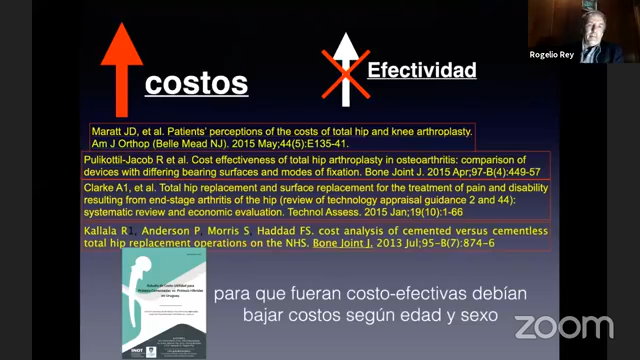 Rogelio Rey
costos
Efectividad
Maratt JD, et al. Patients' perceptions of the costs of total hip and knee arthroplasty.
Am J Orthop (Belle Mead NJ). 2015 May;44(5):E135-41.
Pulikottil-Jacob R et al. Cost effectiveness of total hip arthroplasty in osteoarthritis: comparison of
devices with differing bearing surfaces and modes of fixation. Bone Joint J. 2015 Apr;97-B(4):449-57
Clarke A1, et al. Total hip replacement and surface replacement for the treatment of pain and disability
resulting from end-stage arthritis of the hip (review of technology appraisal guidance 2 and 44):
systematic review and economic evaluation. Technol Assess. 2015 Jan;19(10):1-66
Kallala R1, Anderson P, Morris S, Haddad FS. cost analysis of cemented versus cementless
total hip replacement operations on the NHS. Bone Joint J. 2013 Jul;95-B(7):874-6
para que fueran costo-efectivas debían
bajar costos según edad y sexo
zoom